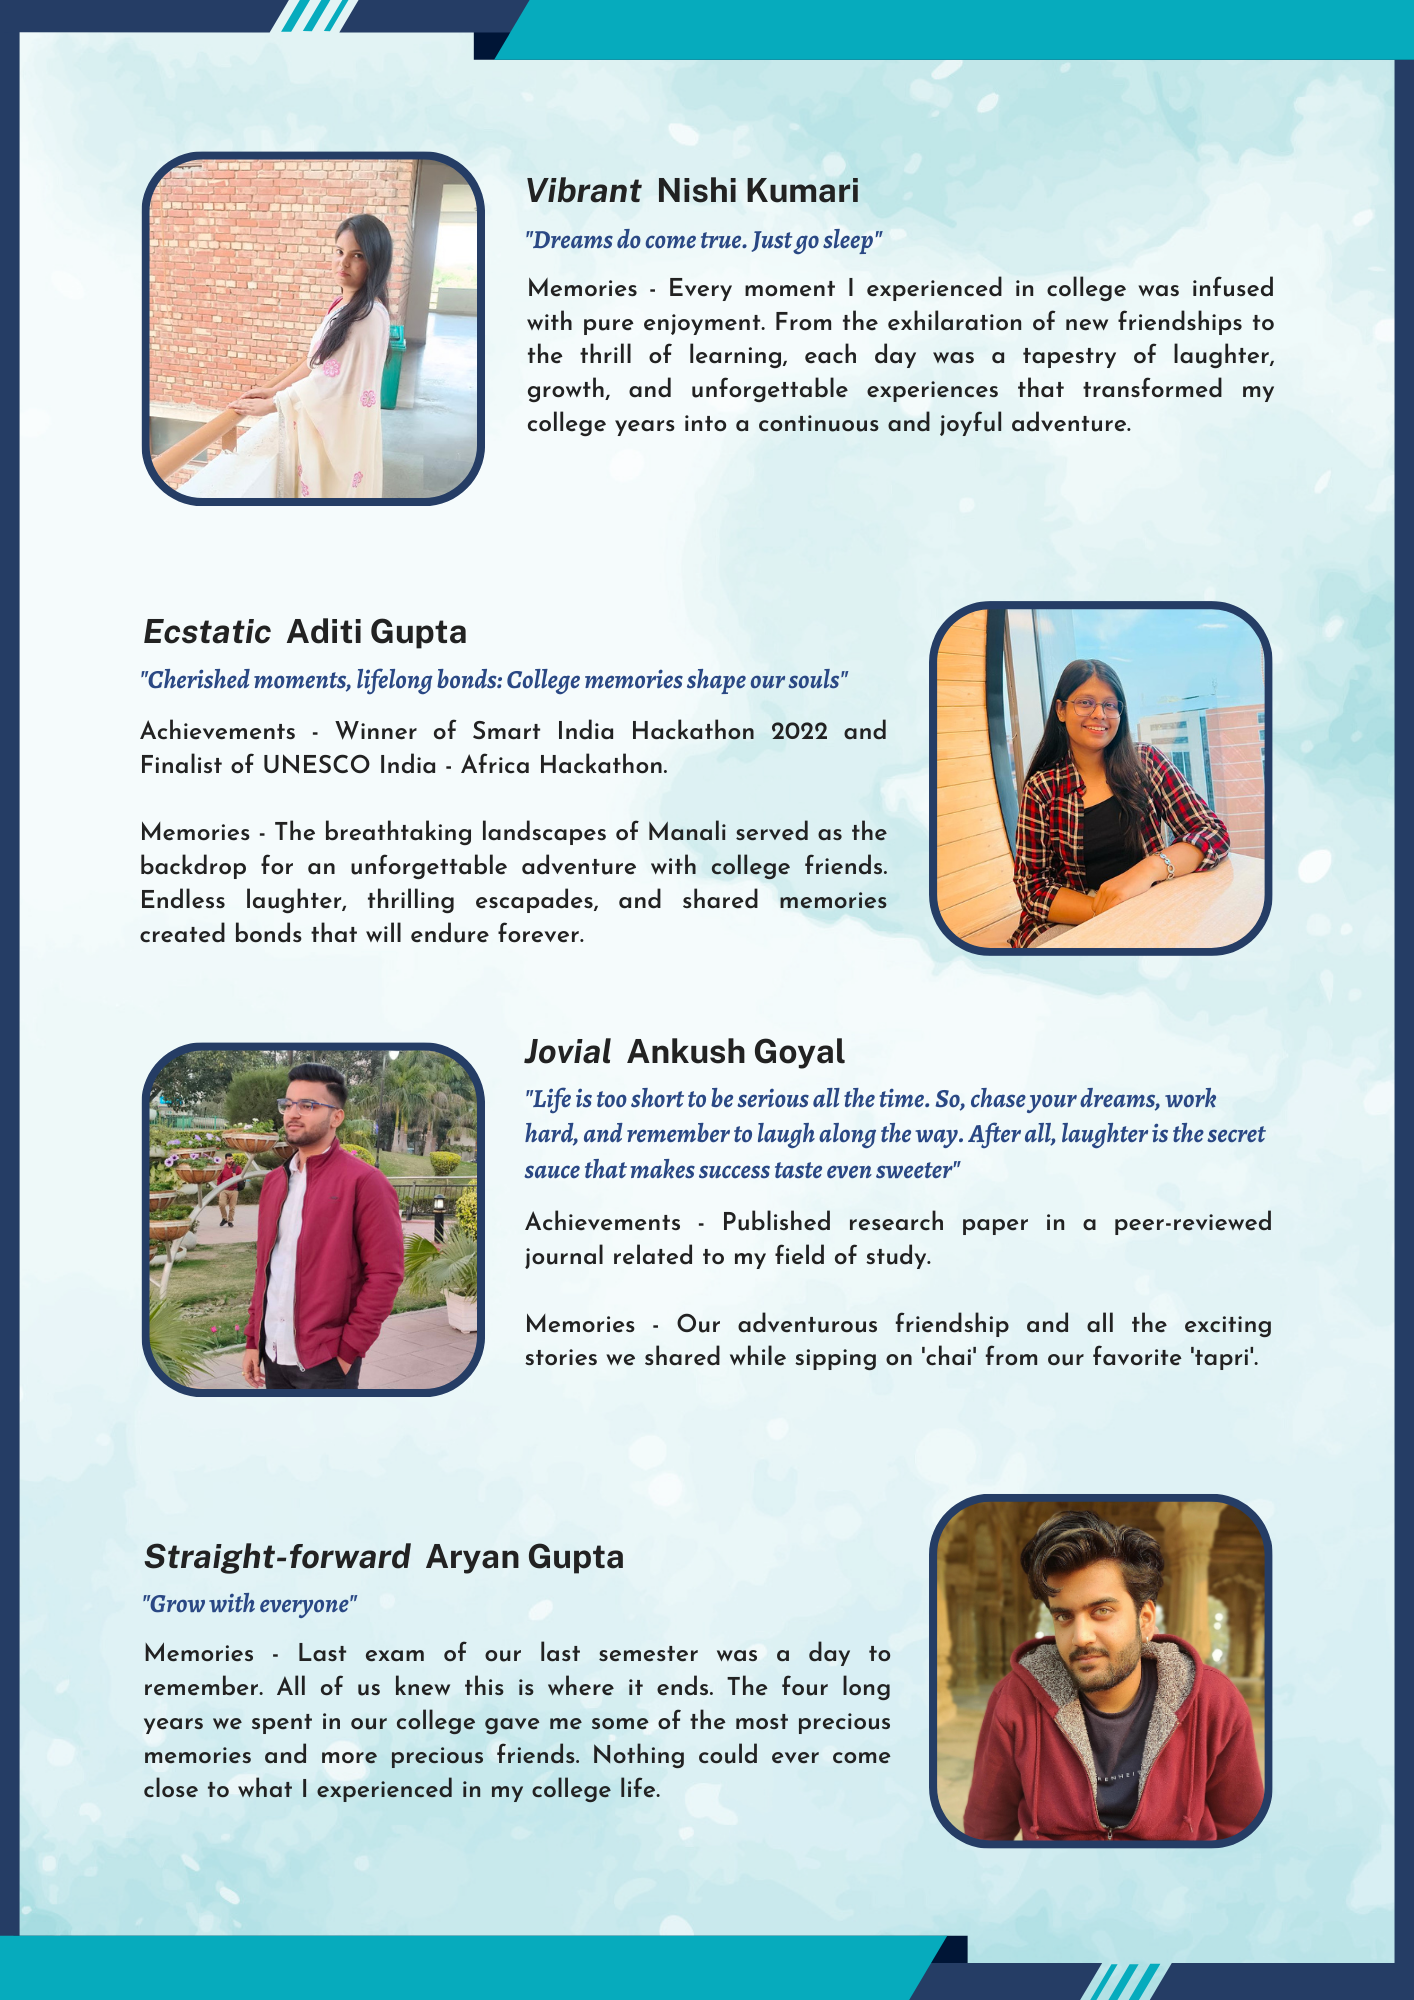 Vibrant Nishi Kumari
"Dreams do come true. Just go sleep"
Memories - Every moment I experienced in college was infused
with pure enjoyment. From the exhilaration of new friendships to
the thrill of learning, each day was a tapestry of laughter,
growth, and unforgettable experiences that transformed my
college years into a continuous and joyful adventure.
Ecstatic Aditi Gupta
"Cherished moments, lifelong bonds: College memories shape our souls"
Achievements - Winner of Smart India Hackathon 2022 and
Finalist of UNESCO India - Africa Hackathon.
Memories - The breathtaking landscapes of Manali served as the
backdrop for an unforgettable adventure with college friends.
Endless laughter, thrilling escapades, and shared memories
created bonds that will endure forever.
Jovial Ankush Goyal
"Life is too short to be serious all the time. So, chase your dreams, work
hard, and remember to laugh along the way. After all, laughter is the secret
sauce that makes success taste even sweeter"
Achievements - Published research paper in a peer-reviewed
journal related to my field of study.
Memories - Our adventurous friendship and all the exciting
stories we shared while sipping on 'chai' from our favorite 'tapri'.
Straight-forward Aryan Gupta
"Grow with everyone"
Memories - Last exam of our last semester was a day to
remember. All of us knew this is where it ends. The four long
years we spent in our college gave me some of the most precious
memories and more precious friends. Nothing could ever come
close to what I experienced in my college life.